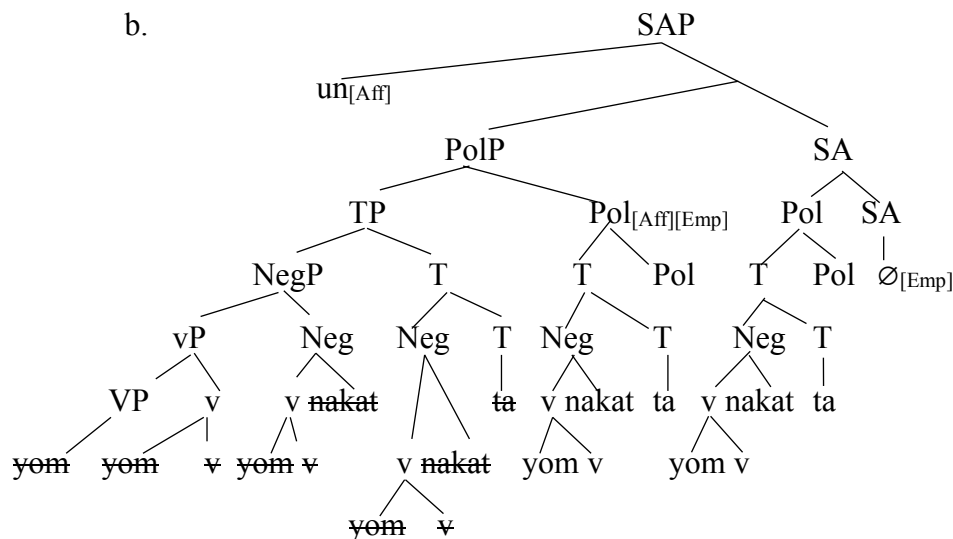 b. SAP
un[Aff]
PolP SA
TP Pol[Aff][Emp] Pol SA
NegP T T Pol T Pol ∅[Emp]
vP Neg Neg T Neg T Neg T
VP v v nakat ta v nakat ta v nakat ta
yom yom v yom v v nakat yom v yom v
yom v